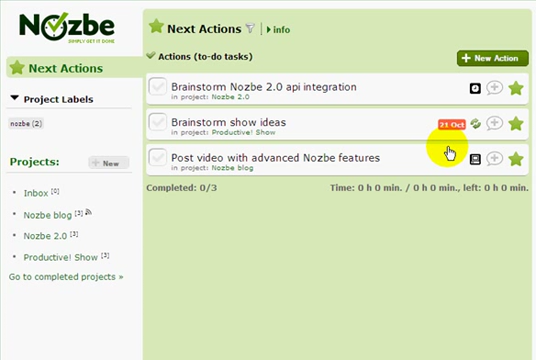 Nozbe
SIMPLY GET IT DONE
Next Actions
Project Labels
nozbe (2)
Projects:
+ New
Inbox [0]
Nozbe blog [3]
Nozbe 2.0 [3]
Productive! Show [3]
Go to completed projects »
Next Actions
info
Actions (to-do tasks)
+ New Action
Brainstorm Nozbe 2.0 api integration
in project: Nozbe 2.0
Brainstorm show ideas
in project: Productive! Show
21 Oct
Post video with advanced Nozbe features
in project: Nozbe blog
Completed: 0/3
Time: 0 h 0 min. / 0 h 0 min., left: 0 h 0 min.